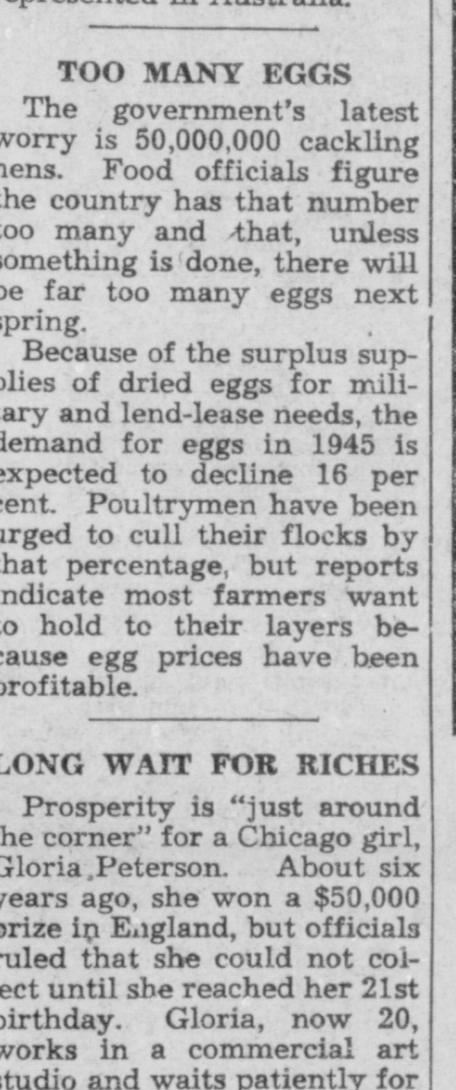 represented in Australia.
TOO MANY EGGS
The government's latest
worry is 50,000,000 cackling
hens. Food officials figure
the country has that number
too many and that, unless
something is done, there will
be far too many eggs next
spring.
Because of the surplus sup-
plies of dried eggs for mili-
tary and lend-lease needs, the
demand for eggs in 1945 is
expected to decline 16 per
cent. Poultrymen have been
urged to cull their flocks by
that percentage, but reports
indicate most farmers want
to hold to their layers be-
cause egg prices have been
profitable.
LONG WAIT FOR RICHES
Prosperity is "just around
the corner" for a Chicago girl,
Gloria Peterson. About six
years ago, she won a $50,000
prize in England, but officials
ruled that she could not col-
lect until she reached her 21st
birthday. Gloria, now 20,
works in a commercial art
studio and waits patiently for